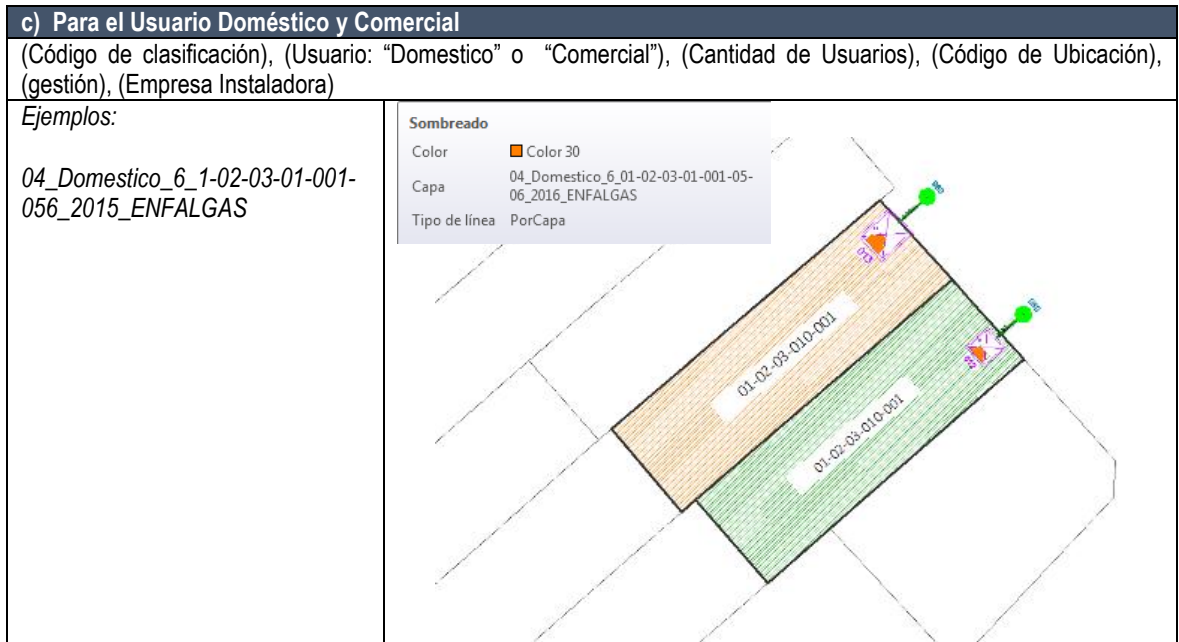 c) Para el Usuario Doméstico y Comercial
(Código de clasificación), (Usuario: “Domestico” o “Comercial”), (Cantidad de Usuarios), (Código de Ubicación),
(gestión), (Empresa Instaladora)
Ejemplos:
04_Domestico_6_1-02-03-01-001-
056_2015_ENFALGAS
Sombreado
Color Color 30
Capa 04_Domestico_6_01-02-03-01-001-05-
06_2016_ENFALGAS
Tipo de línea PorCapa
01-02-03-010-001
01-02-03-010-001